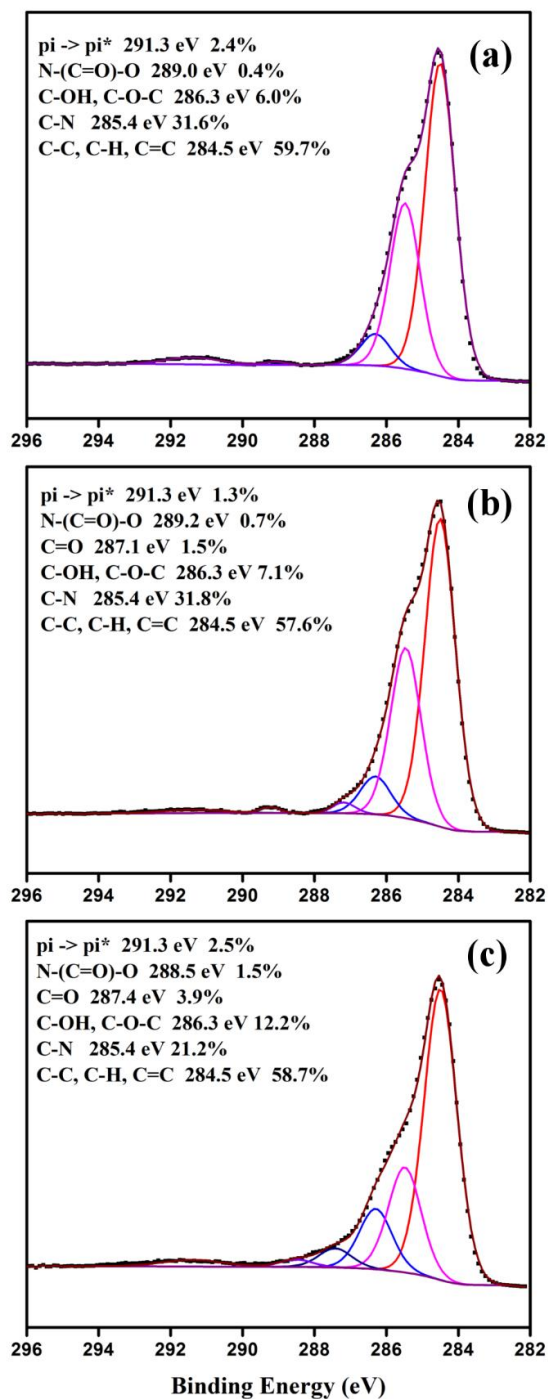 (a)
pi -> pi* 291.3 eV 2.4%
N-(C=O)-O 289.0 eV 0.4%
C-OH, C-O-C 286.3 eV 6.0%
C-N 285.4 eV 31.6%
C-C, C-H, C=C 284.5 eV 59.7%
296 294 292 290 288 286 284 282
(b)
pi -> pi* 291.3 eV 1.3%
N-(C=O)-O 289.2 eV 0.7%
C=O 287.1 eV 1.5%
C-OH, C-O-C 286.3 eV 7.1%
C-N 285.4 eV 31.8%
C-C, C-H, C=C 284.5 eV 57.6%
296 294 292 290 288 286 284 282
(c)
pi -> pi* 291.3 eV 2.5%
N-(C=O)-O 288.5 eV 1.5%
C=O 287.4 eV 3.9%
C-OH, C-O-C 286.3 eV 12.2%
C-N 285.4 eV 21.2%
C-C, C-H, C=C 284.5 eV 58.7%
296 294 292 290 288 286 284 282
Binding Energy (eV)